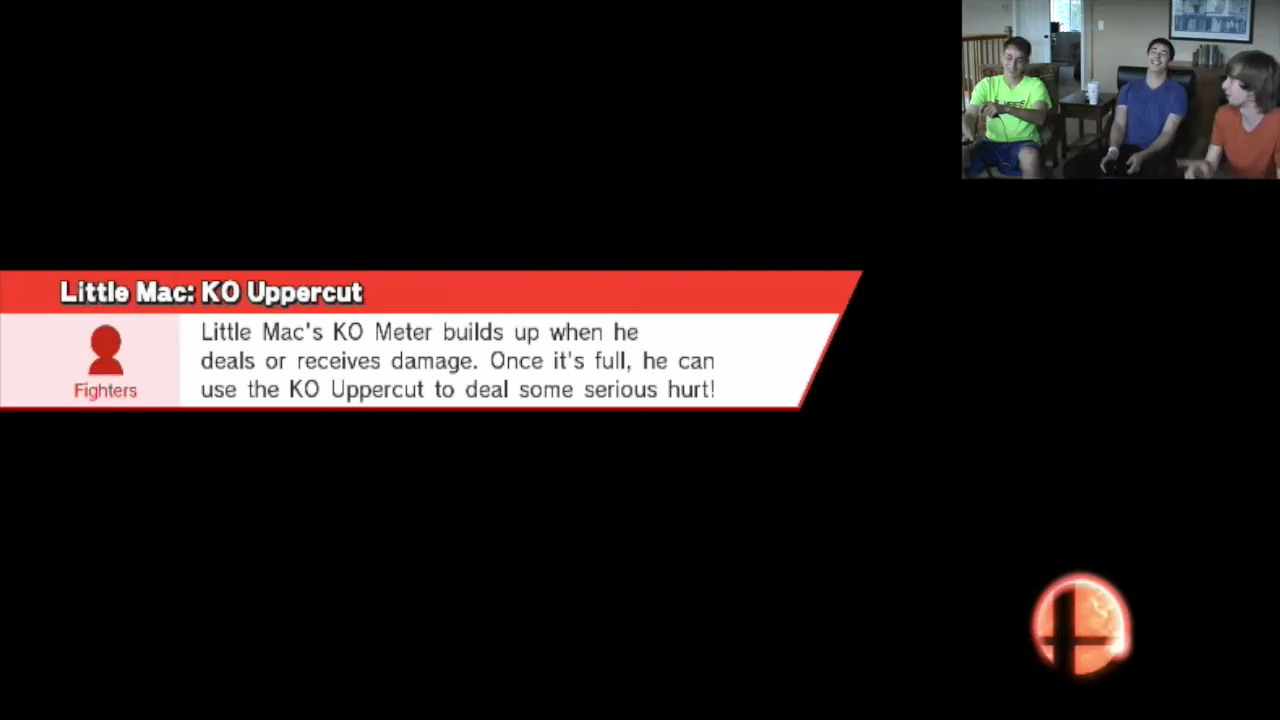 Little Mac: KO Uppercut
Little Mac's KO Meter builds up when he
deals or receives damage. Once it's full, he can
use the KO Uppercut to deal some serious hurt!
Fighters